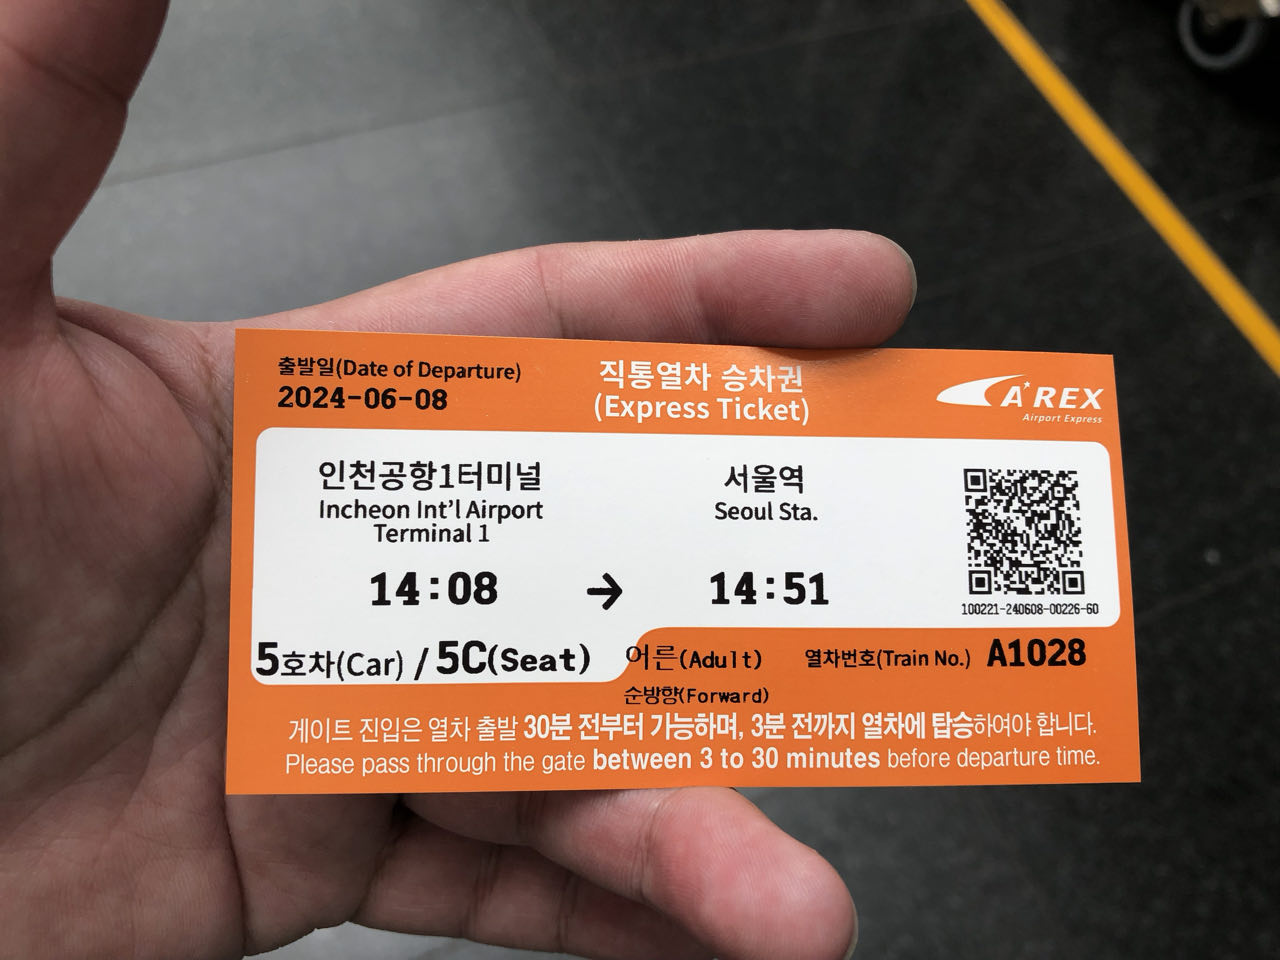 출발일(Date of Departure)
2024-06-08
직통열차 승차권
(Express Ticket)
A'REX
Airport Express
인천공항1터미널
Incheon Int'l Airport
Terminal 1
14:08
→
서울역
Seoul Sta.
14:51
100221-240608-00226-60
5호차(Car) / 5C(Seat)
어른(Adult)
열차번호(Train No.) A1028
순방향(Forward)
게이트 진입은 열차 출발 30분 전부터 가능하며, 3분 전까지 열차에 탑승하여야 합니다.
Please pass through the gate between 3 to 30 minutes before departure time.